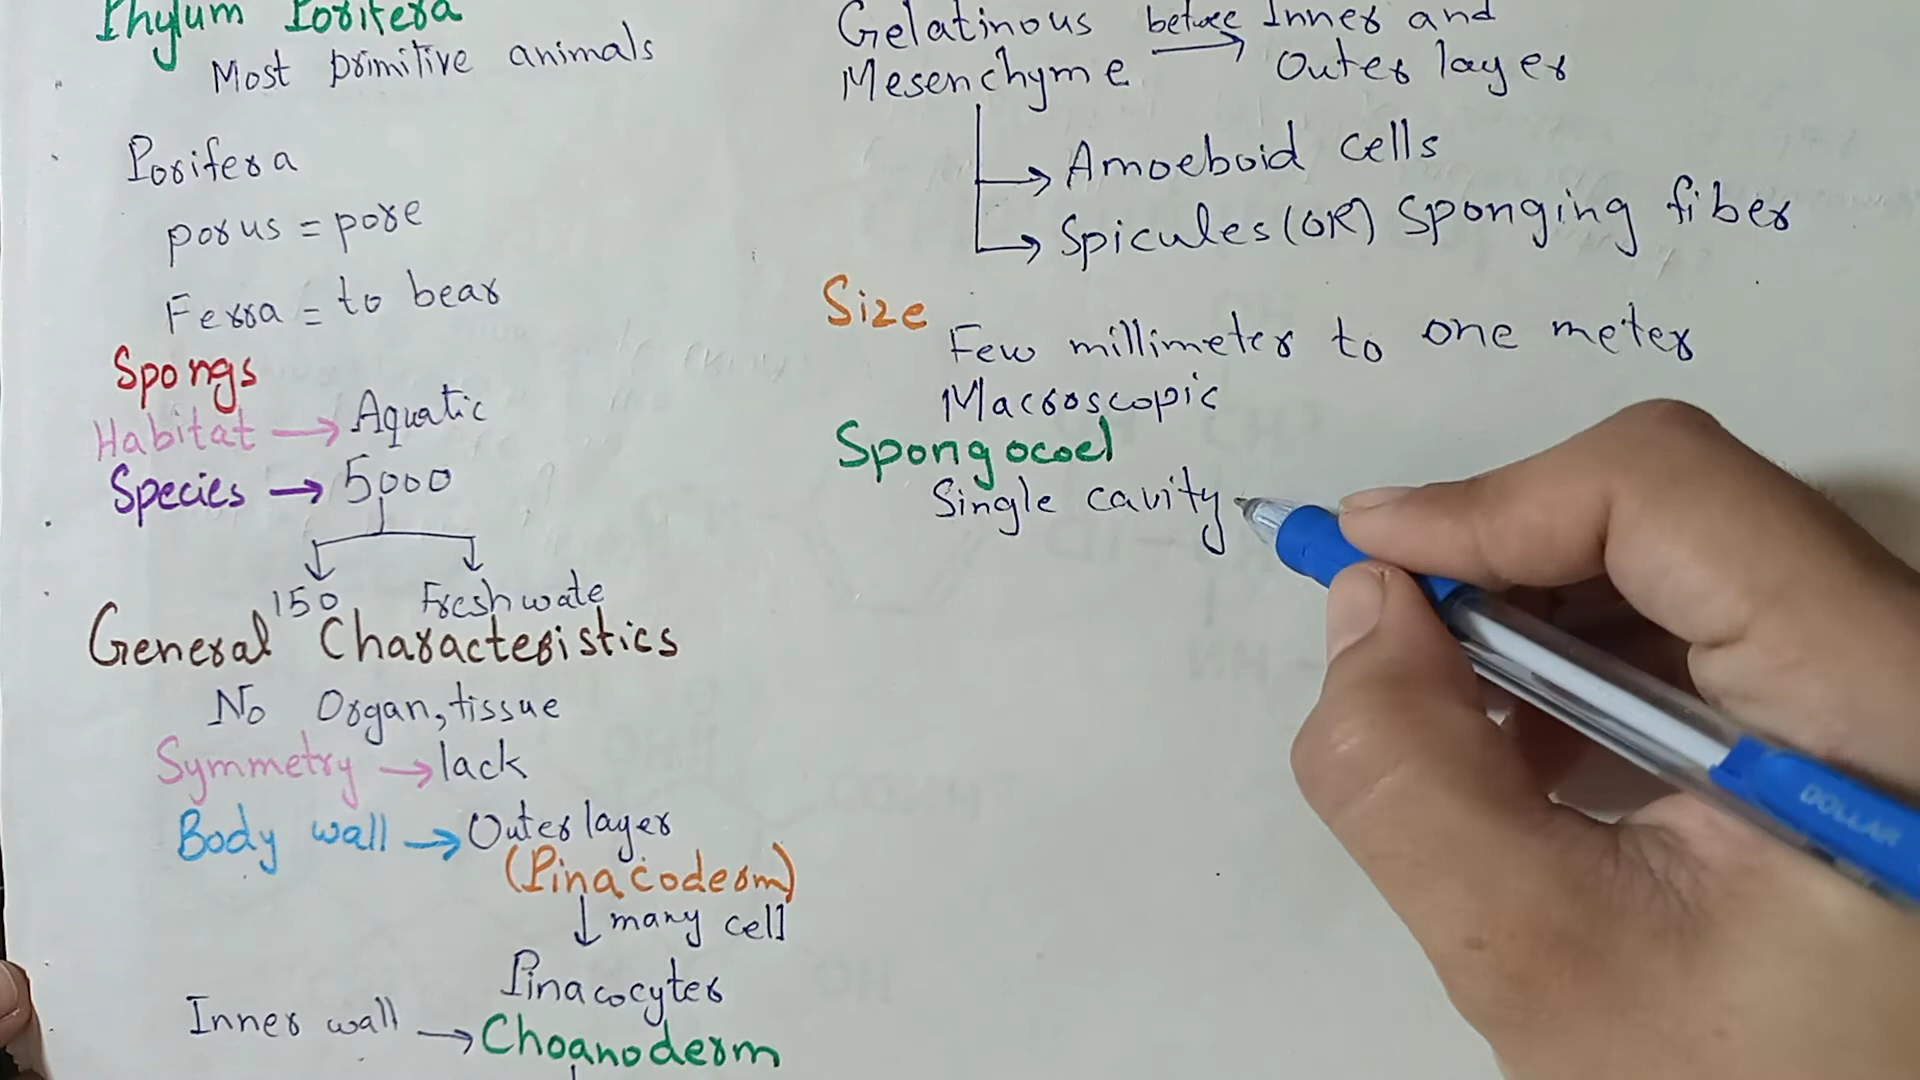 Phylum Porifera
Most primitive animals
Porifera
porus = pore
Ferra = to bear
Spongs
Habitat → Aquatic
Species → 5000
150 Freshwate
General Characteristics
No Organ, tissue
Symmetry → lack
Body wall → Outer layer
(Pinacoderm)
↓ many cell
Pinacocyter
Inner wall → Choanoderm
Gelatinous betwee Inner and
Mesenchyme → Outer layer
→ Amoeboid cells
→ Spicules (OR) Sponging fiber
Size
Few millimeter to one meter
Macroscopic
Spongocoel
Single cavity
DOLLAR